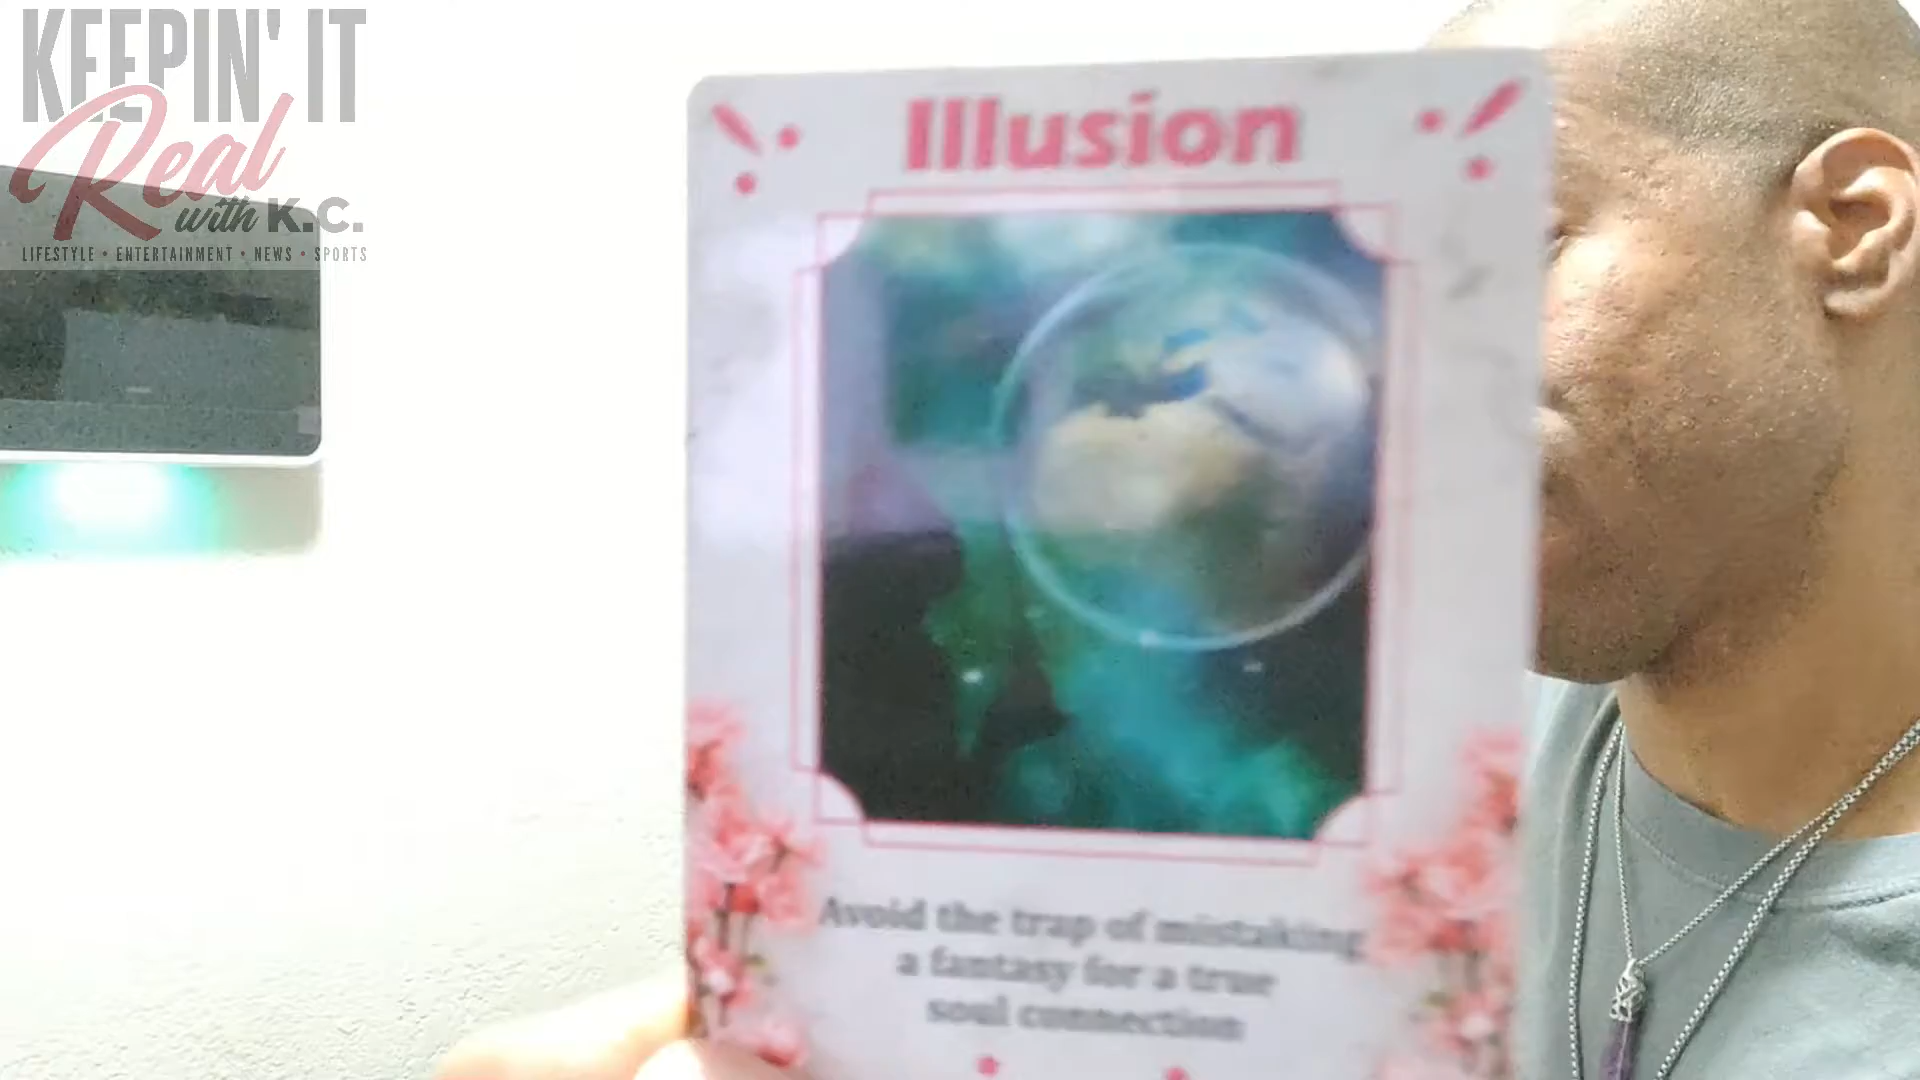 KEEPIN' IT
Real
with K.C.
LIFESTYLE • ENTERTAINMENT • NEWS • SPORTS
Illusion
Avoid the trap of mistaking
a fantasy for a true
soul connection